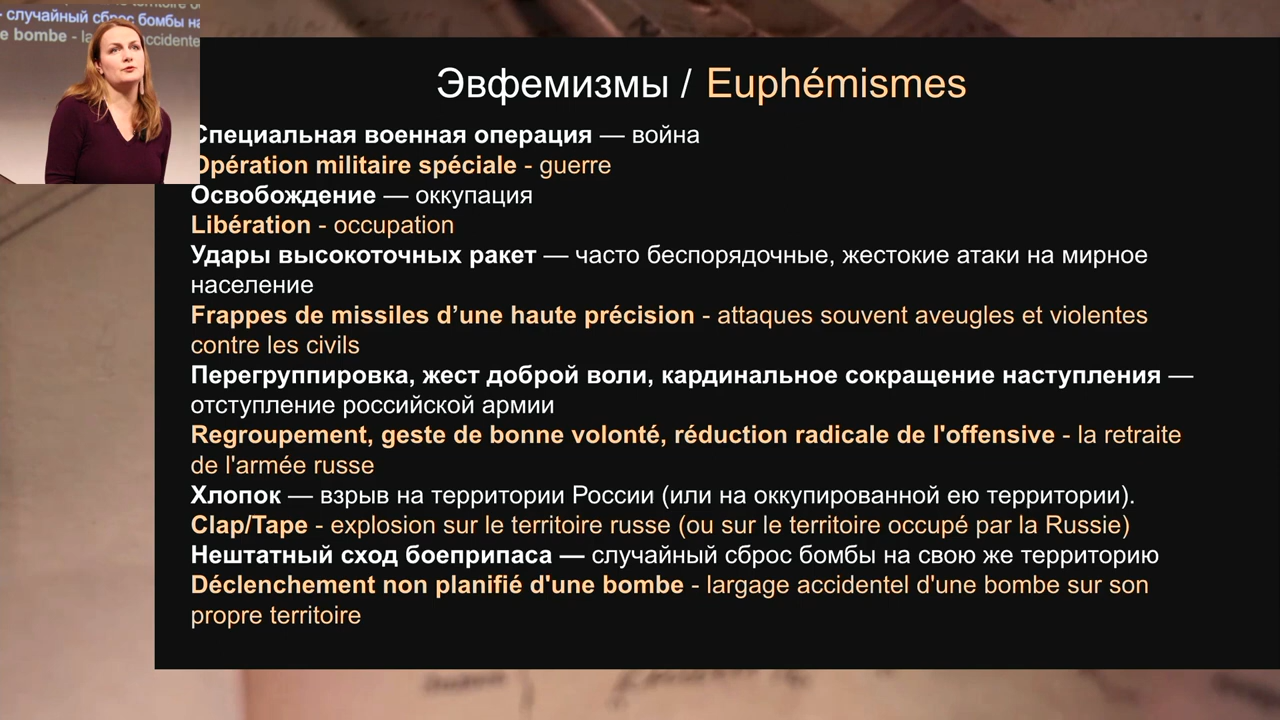 случайный сброс бомбы на
e bombe - la
accidente
Эвфемизмы / Euphémismes
Специальная военная операция — война
Opération militaire spéciale - guerre
Освобождение — оккупация
Libération - occupation
Удары высокоточных ракет — часто беспорядочные, жестокие атаки на мирное
население
Frappes de missiles d’une haute précision - attaques souvent aveugles et violentes
contre les civils
Перегруппировка, жест доброй воли, кардинальное сокращение наступления —
отступление российской армии
Regroupement, geste de bonne volonté, réduction radicale de l'offensive - la retraite
de l'armée russe
Хлопок — взрыв на территории России (или на оккупированной ею территории).
Clap/Tape - explosion sur le territoire russe (ou sur le territoire occupé par la Russie)
Нештатный сход боеприпаса — случайный сброс бомбы на свою же территорию
Déclenchement non planifié d'une bombe - largage accidentel d'une bombe sur son
propre territoire